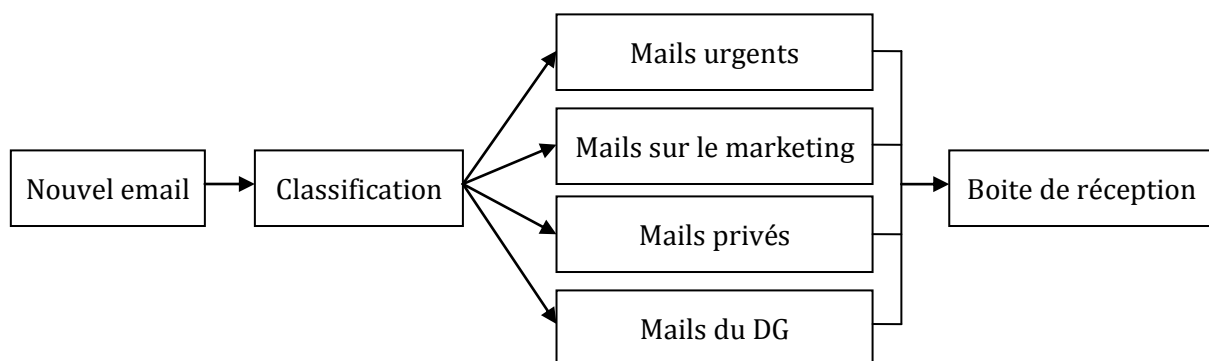 Nouvel email
Classification
Mails urgents
Mails sur le marketing
Mails privés
Mails du DG
Boite de réception